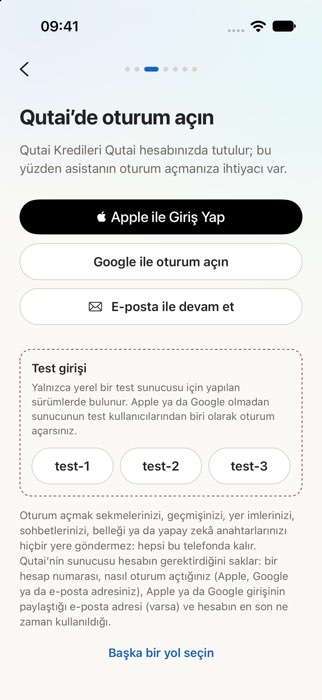 09:41
Qutai’de oturum açın
Qutai Kredileri Qutai hesabınızda tutulur; bu
yüzden asistanın oturum açmanıza ihtiyacı var.
Apple ile Giriş Yap
Google ile oturum açın
E-posta ile devam et
Test girişi
Yalnızca yerel bir test sunucusu için yapılan
sürümlerde bulunur. Apple ya da Google olmadan
sunucunun test kullanıcılarından biri olarak oturum
açarsınız.
test-1
test-2
test-3
Oturum açmak sekmelerinizi, geçmişinizi, yer imlerinizi,
sohbetlerinizi, belleği ya da yapay zekâ anahtarlarınızı
hiçbir yere göndermez: hepsi bu telefonda kalır.
Qutai’nin sunucusu hesabın gerektirdiğini saklar: bir
hesap numarası, nasıl oturum açtığınız (Apple, Google
ya da e-posta adresiniz), Apple ya da Google girişinin
paylaştığı e-posta adresi (varsa) ve hesabın en son ne
zaman kullanıldığı.
Başka bir yol seçin